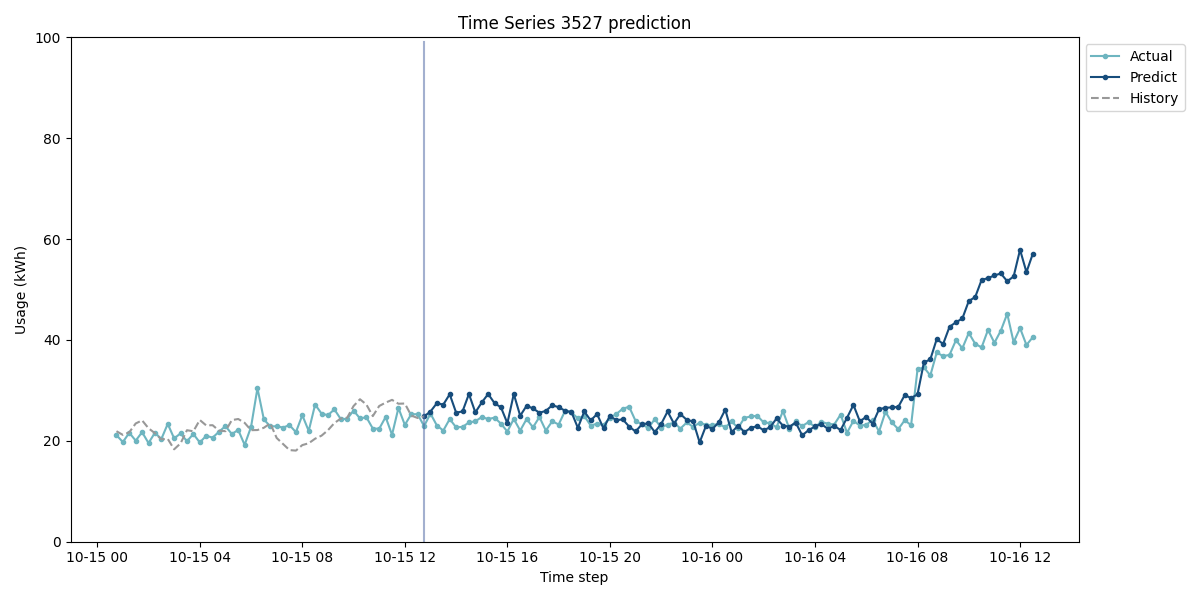 Time Series 3527 prediction
100
80
60
40
20
0
Usage (kWh)
10-15 00
10-15 04
10-15 08
10-15 12
10-15 16
10-15 20
10-16 00
10-16 04
10-16 08
10-16 12
Time step
Actual
Predict
History